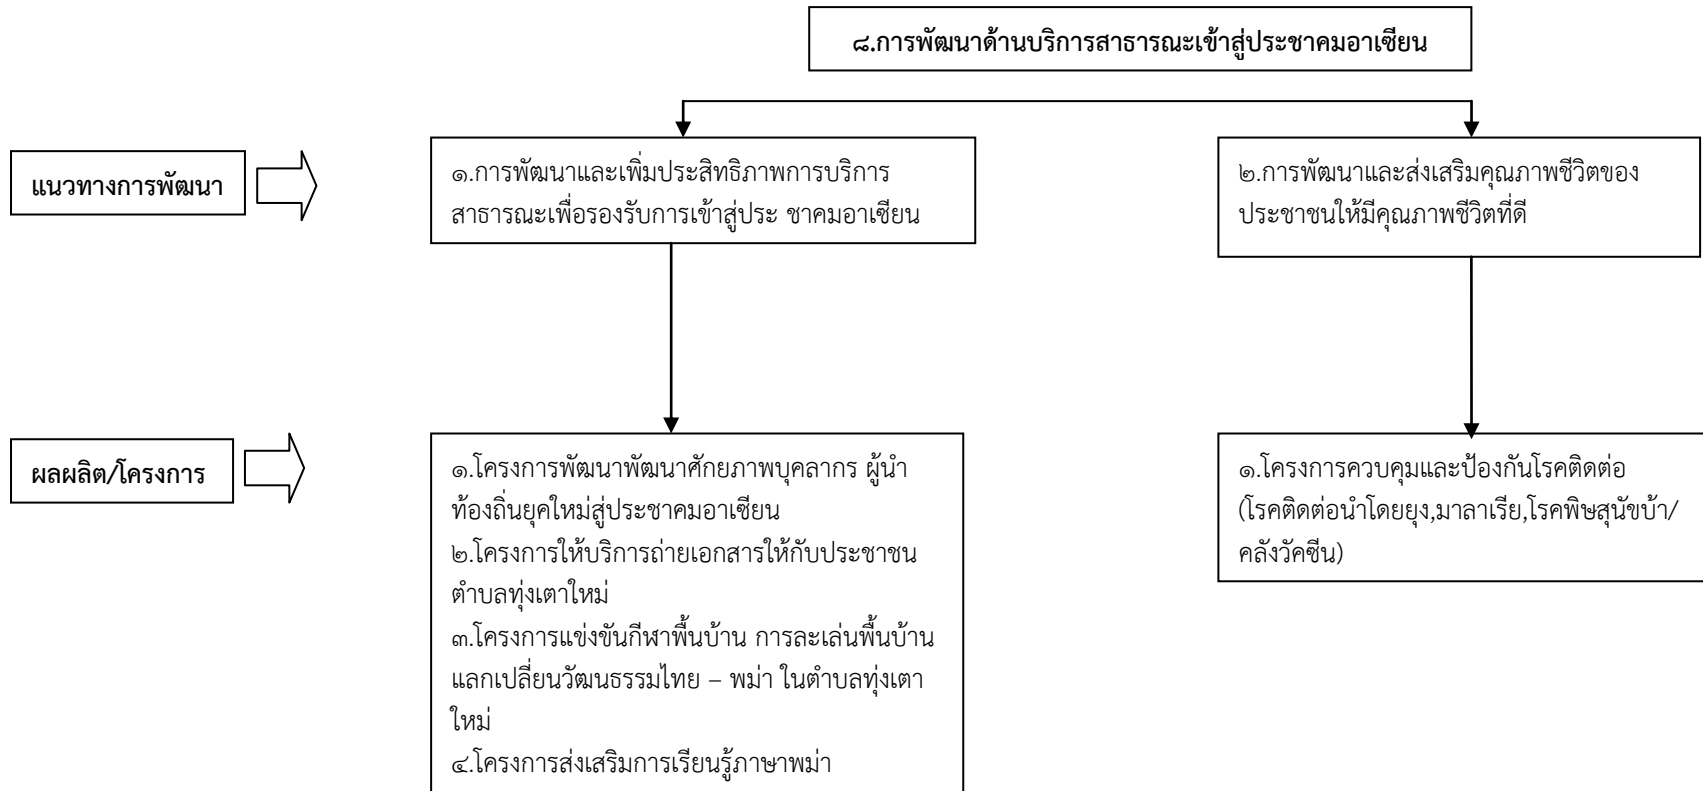 ๘.การพัฒนาด้านบริการสาธารณะเข้าสู่ประชาคมอาเซียน
แนวทางการพัฒนา
๑.การพัฒนาและเพิ่มประสิทธิภาพการบริการ
สาธารณะเพื่อรองรับการเข้าสู่ประ ชาคมอาเซียน
๒.การพัฒนาและส่งเสริมคุณภาพชีวิตของ
ประชาชนให้มีคุณภาพชีวิตที่ดี
ผลผลิต/โครงการ
๑.โครงการพัฒนาพัฒนาศักยภาพบุคลากร ผู้นำ
ท้องถิ่นยุคใหม่สู่ประชาคมอาเซียน
๒.โครงการให้บริการถ่ายเอกสารให้กับประชาชน
ตำบลทุ่งเตาใหม่
๓.โครงการแข่งขันกีฬาพื้นบ้าน การละเล่นพื้นบ้าน
แลกเปลี่ยนวัฒนธรรมไทย – พม่า ในตำบลทุ่งเตา
ใหม่
๔.โครงการส่งเสริมการเรียนรู้ภาษาพม่า
๑.โครงการควบคุมและป้องกันโรคติดต่อ
(โรคติดต่อนำโดยยุง,มาลาเรีย,โรคพิษสุนัขบ้า/
คลังวัคซีน)